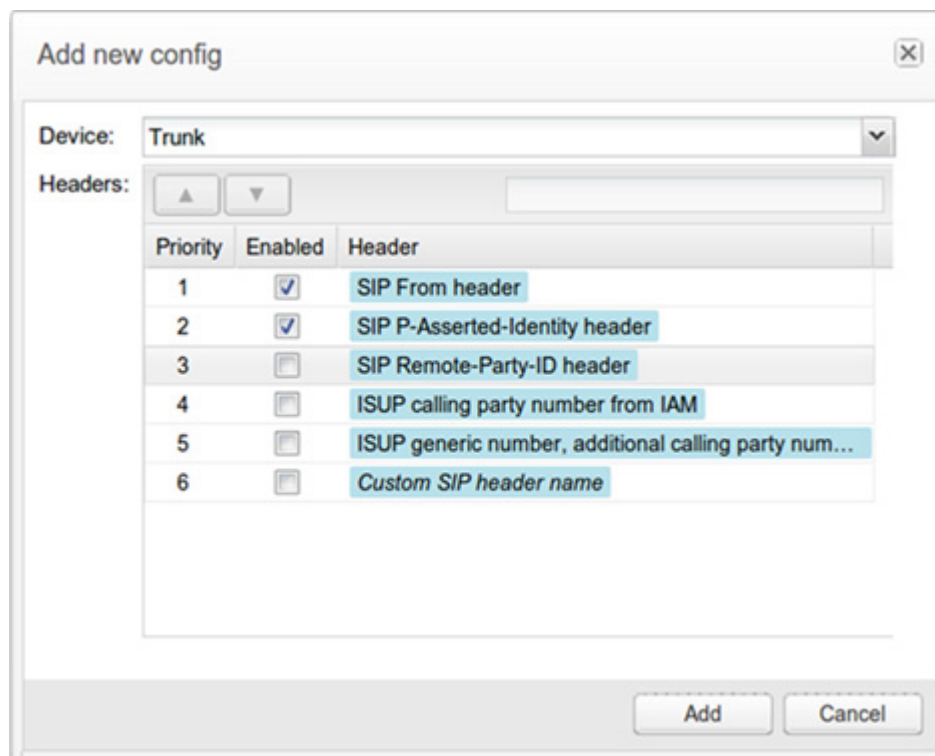 Add new config
Device: Trunk
Headers:
Priority Enabled Header
1 SIP From header
2 SIP P-Asserted-Identity header
3 SIP Remote-Party-ID header
4 ISUP calling party number from IAM
5 ISUP generic number, additional calling party num...
6 Custom SIP header name
Add Cancel